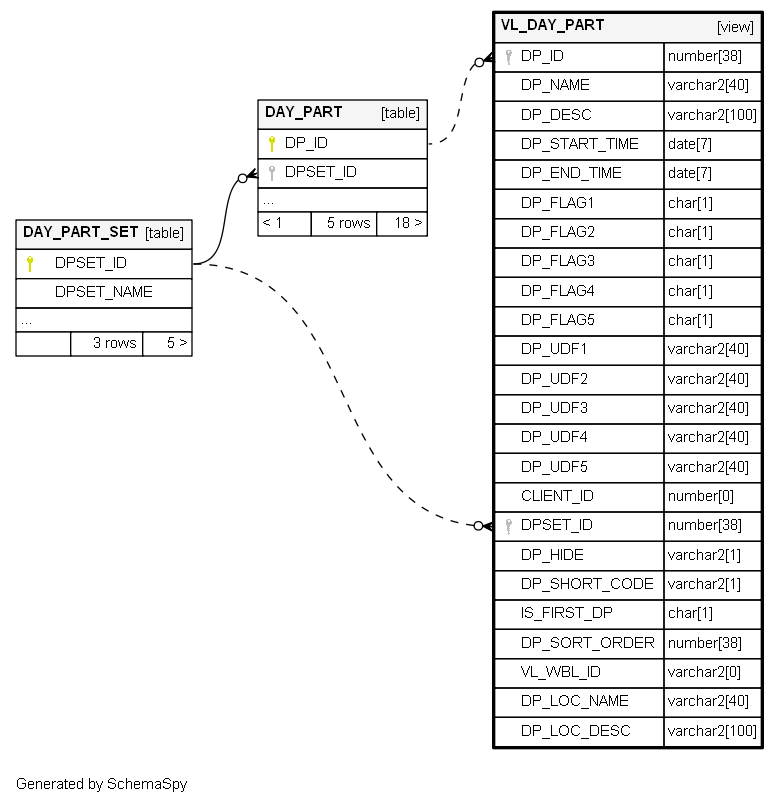 VL_DAY_PART [view]
DP_ID number[38]
DP_NAME varchar2[40]
DP_DESC varchar2[100]
DP_START_TIME date[7]
DP_END_TIME date[7]
DP_FLAG1 char[1]
DP_FLAG2 char[1]
DP_FLAG3 char[1]
DP_FLAG4 char[1]
DP_FLAG5 char[1]
DP_UDF1 varchar2[40]
DP_UDF2 varchar2[40]
DP_UDF3 varchar2[40]
DP_UDF4 varchar2[40]
DP_UDF5 varchar2[40]
CLIENT_ID number[0]
DPSET_ID number[38]
DP_HIDE varchar2[1]
DP_SHORT_CODE varchar2[1]
IS_FIRST_DP char[1]
DP_SORT_ORDER number[38]
VL_WBL_ID varchar2[0]
DP_LOC_NAME varchar2[40]
DP_LOC_DESC varchar2[100]
DAY_PART [table]
DP_ID
DPSET_ID
...
< 1 5 rows 18 >
DAY_PART_SET [table]
DPSET_ID
DPSET_NAME
...
3 rows 5 >
Generated by SchemaSpy